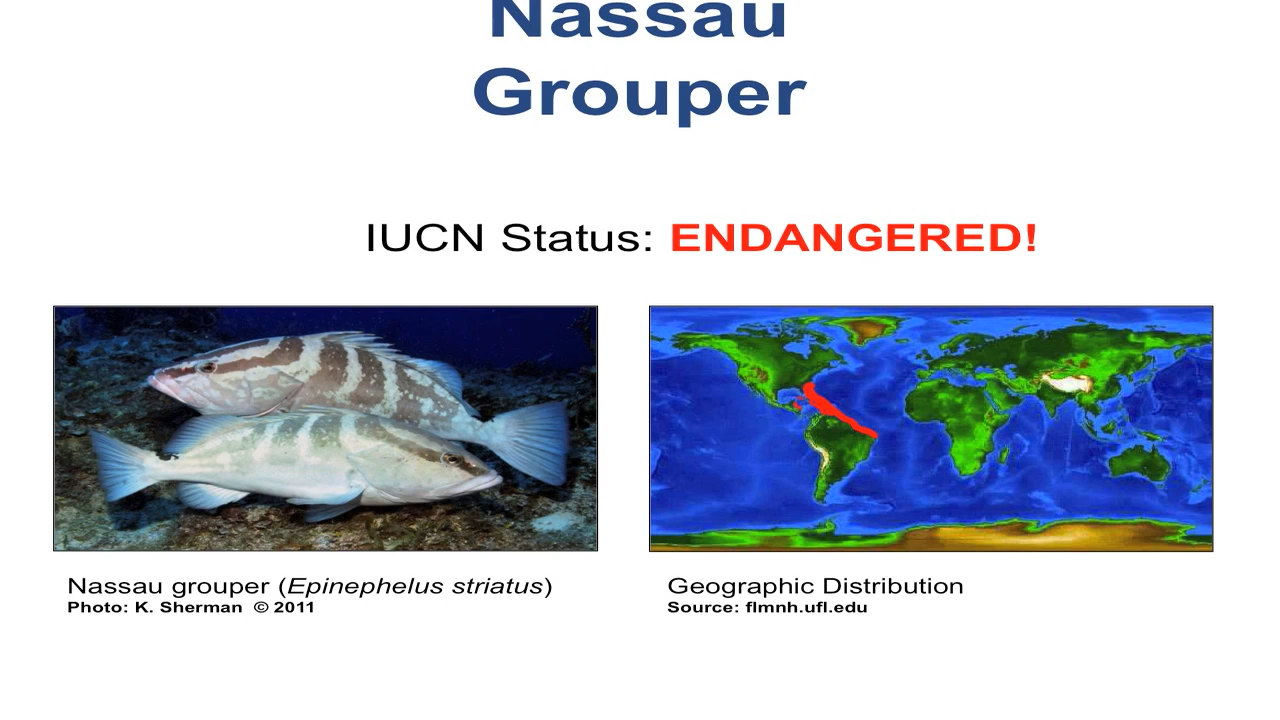 Nassau
Grouper
IUCN Status: ENDANGERED!
Nassau grouper (Epinephelus striatus)
Photo: K. Sherman © 2011
Geographic Distribution
Source: flmnh.ufl.edu